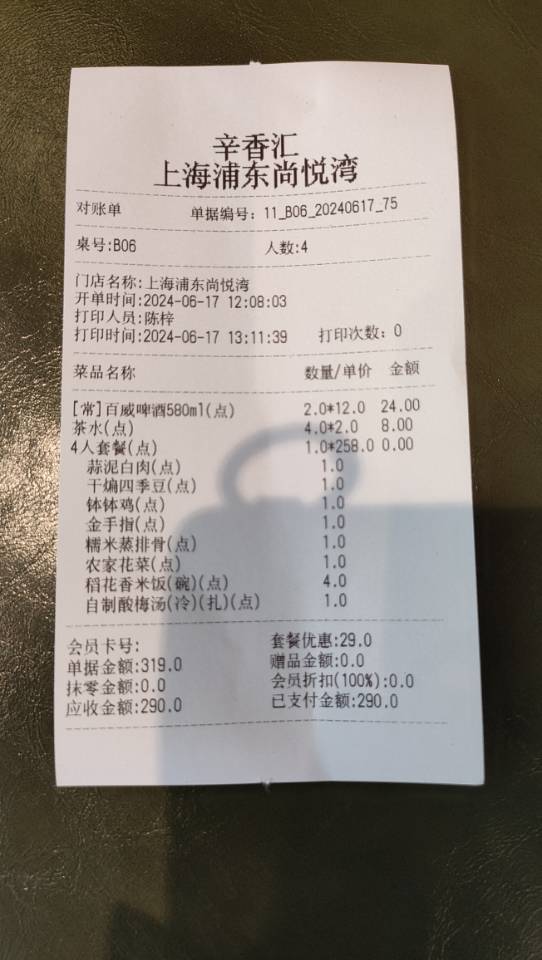 辛香汇
上海浦东尚悦湾
对账单 单据编号: 11_B06_20240617_75
桌号:B06 人数:4
门店名称:上海浦东尚悦湾
开单时间:2024-06-17 12:08:03
打印人员:陈梓
打印时间:2024-06-17 13:11:39 打印次数: 0
菜品名称 数量/单价 金额
[常]百威啤酒580ml(点) 2.0*12.0 24.00
茶水(点) 4.0*2.0 8.00
4人套餐(点) 1.0*258.0 0.00
蒜泥白肉(点) 1.0
干煸四季豆(点) 1.0
钵钵鸡(点) 1.0
金手指(点) 1.0
糯米蒸排骨(点) 1.0
农家花菜(点) 1.0
稻花香米饭(碗)(点) 4.0
自制酸梅汤(冷)(扎)(点) 1.0
会员卡号: 套餐优惠:29.0
单据金额:319.0 赠品金额:0.0
抹零金额:0.0 会员折扣(100%):0.0
应收金额:290.0 已支付金额:290.0